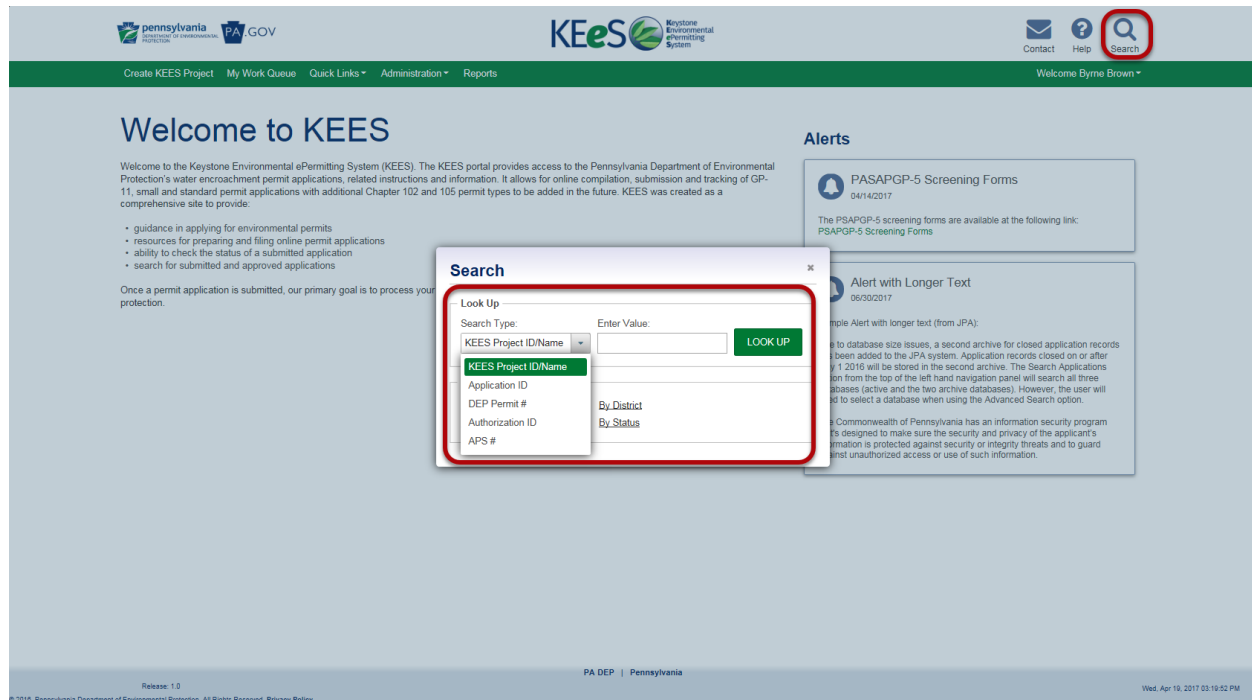 pennsylvania
DEPARTMENT OF ENVIRONMENTAL
PROTECTION
PA.GOV
KEeS
Keystone
Environmental
ePermitting
System
Contact
Help
Search
Create KEES Project My Work Queue Quick Links Administration Reports
Welcome Byrne Brown
Welcome to KEES
Welcome to the Keystone Environmental ePermitting System (KEES). The KEES portal provides access to the Pennsylvania Department of Environmental
Protection's water encroachment permit applications, related instructions and information. It allows for online compilation, submission and tracking of GP-
11, small and standard permit applications with additional Chapter 102 and 105 permit types to be added in the future. KEES was created as a
comprehensive site to provide:
• guidance in applying for environmental permits
• resources for preparing and filing online permit applications
• ability to check the status of a submitted application
• search for submitted and approved applications
Once a permit application is submitted, our primary goal is to process your
protection.
Alerts
PASAPGP-5 Screening Forms
04/14/2017
The PSAPGP-5 screening forms are available at the following link:
PSAPGP-5 Screening Forms
Alert with Longer Text
06/30/2017
mple Alert with longer text (from JPA):
e to database size issues, a second archive for closed application records
s been added to the JPA system. Application records closed on or after
y 1 2016 will be stored in the second archive. The Search Applications
ion from the top of the left hand navigation panel will search all three
abases (active and the two archive databases). However, the user will
ed to select a database when using the Advanced Search option.
e Commonwealth of Pennsylvania has an information security program
t's designed to make sure the security and privacy of the applicant's
ormation is protected against security or integrity threats and to guard
ainst unauthorized access or use of such information.
Search
×
Look Up
Search Type: Enter Value:
KEES Project ID/Name
LOOK UP
KEES Project ID/Name
Application ID
DEP Permit #
Authorization ID
APS #
By District
By Status
PA DEP | Pennsylvania
Release: 1.0
Wed, Apr 19, 2017 03:19:52 PM
© 2016, Pennsylvania Department of Environmental Protection. All Rights Reserved. Privacy Policy